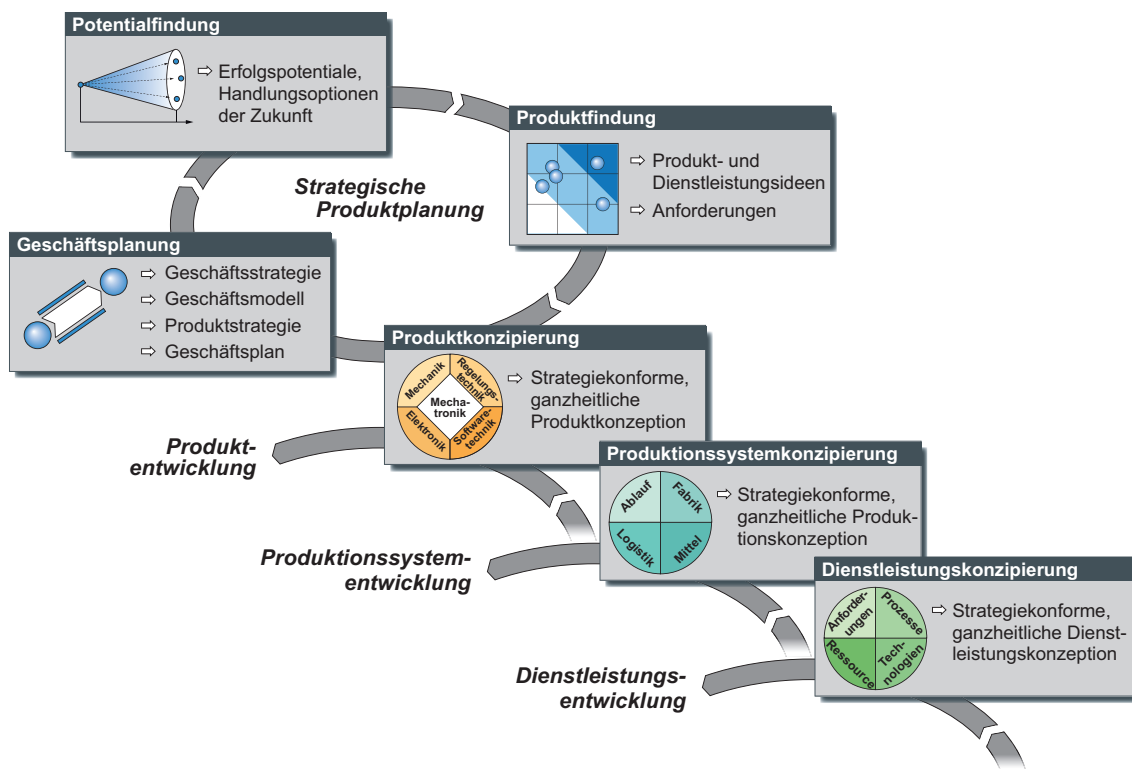 Potentialfindung
Erfolgspotentiale,
Handlungsoptionen
der Zukunft
Produktfindung
Produkt- und
Dienstleistungsideen
Anforderungen
Strategische
Produktplanung
Geschäftsplanung
Geschäftsstrategie
Geschäftsmodell
Produktstrategie
Geschäftsplan
Produktkonzipierung
Mechanik
Regelungs-
technik
Mecha-
tronik
Elektronik
Software-
technik
Strategiekonforme,
ganzheitliche
Produktkonzeption
Produkt-
entwicklung
Produktionssystemkonzipierung
Ablauf
Fabrik
Logistik
Mittel
Strategiekonforme,
ganzheitliche Produk-
tionskonzeption
Produktionssystem-
entwicklung
Dienstleistungskonzipierung
Anforder-
ungen
Prozesse
Ressource
Tech-
nologien
Strategiekonforme,
ganzheitliche Dienst-
leistungskonzeption
Dienstleistungs-
entwicklung